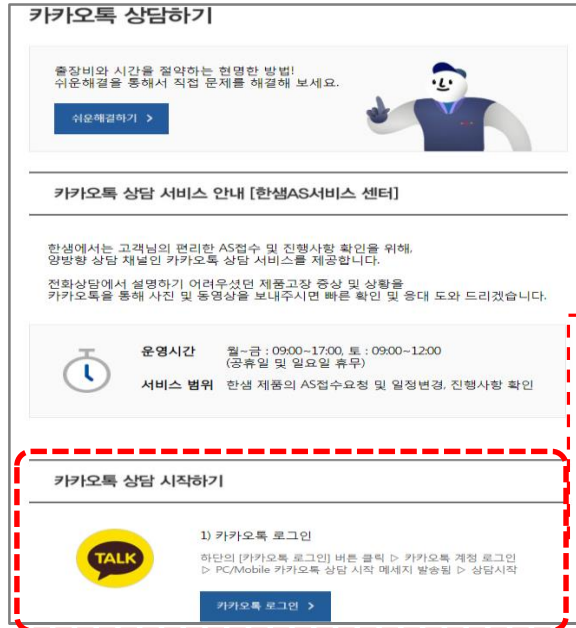 카카오톡 상담하기
출장비와 시간을 절약하는 현명한 방법!
쉬운해결을 통해서 직접 문제를 해결해 보세요.
쉬운해결하기 >
카카오톡 상담 서비스 안내 [한샘AS서비스 센터]
한샘에서는 고객님의 편리한 AS접수 및 진행사항 확인을 위해,
양방향 상담 채널인 카카오톡 상담 서비스를 제공합니다.
전화상담에서 설명하기 어려우셨던 제품고장 증상 및 상황을
카카오톡을 통해 사진 및 동영상을 보내주시면 빠른 확인 및 응대 도와 드리겠습니다.
운영시간 월~금 : 09:00~17:00, 토 : 09:00~12:00
(공휴일 및 일요일 휴무)
서비스 범위 한샘 제품의 AS접수요청 및 일정변경, 진행사항 확인
카카오톡 상담 시작하기
TALK
1) 카카오톡 로그인
하단의 [카카오톡 로그인] 버튼 클릭 ▷ 카카오톡 계정 로그인
▷ PC/Mobile 카카오톡 상담 시작 메세지 발송됨 ▷ 상담시작
카카오톡 로그인 >